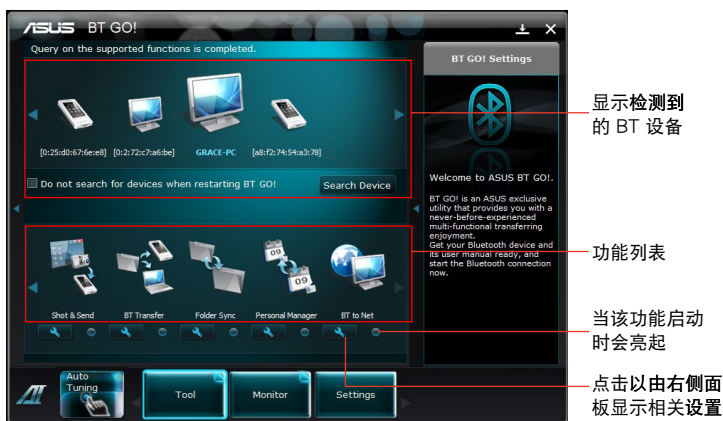 ASUS BT GO!
Query on the supported functions is completed.
BT GO! Settings
[0:25:d0:67:6e:e8] [0:2:72:c7:a6:be] GRACE-PC [a8:f2:74:54:a3:78]
Do not search for devices when restarting BT GO! Search Device
Welcome to ASUS BT GO!.
BT GO! is an ASUS exclusive
utility that provides you with a
never-before-experienced
multi-functional transferring
enjoyment.
Get your Bluetooth device and
its user manual ready, and
start the Bluetooth connection
now.
09
09
Shot & Send BT Transfer Folder Sync Personal Manager BT to Net
Auto
Tuning
Tool Monitor Settings
显示检测到
的 BT 设备
功能列表
当该功能启动
时会亮起
点击以由右侧面
板显示相关设置